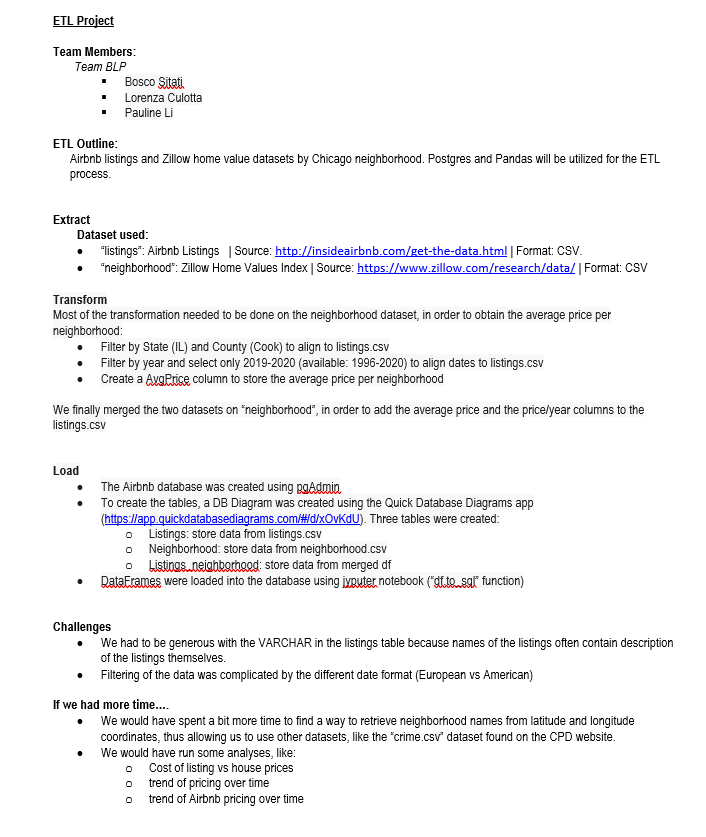 ETL Project
Team Members:
Team BLP
▪ Bosco Sitati
▪ Lorenza Culotta
▪ Pauline Li
ETL Outline:
Airbnb listings and Zillow home value datasets by Chicago neighborhood. Postgres and Pandas will be utilized for the ETL
process.
Extract
Dataset used:
● “listings”: Airbnb Listings | Source: http://insideairbnb.com/get-the-data.html | Format: CSV.
● “neighborhood”: Zillow Home Values Index | Source: https://www.zillow.com/research/data/ | Format: CSV
Transform
Most of the transformation needed to be done on the neighborhood dataset, in order to obtain the average price per
neighborhood:
● Filter by State (IL) and County (Cook) to align to listings.csv
● Filter by year and select only 2019-2020 (available: 1996-2020) to align dates to listings.csv
● Create a AvgPrice column to store the average price per neighborhood
We finally merged the two datasets on “neighborhood”, in order to add the average price and the price/year columns to the
listings.csv
Load
● The Airbnb database was created using pgAdmin
● To create the tables, a DB Diagram was created using the Quick Database Diagrams app
(https://app.quickdatabasediagrams.com/#/d/xOvKdU). Three tables were created:
o Listings: store data from listings.csv
o Neighborhood: store data from neighborhood.csv
o Listings_neighborhood: store data from merged df
● DataFrames were loaded into the database using jyputer notebook (“df.to_sql” function)
Challenges
● We had to be generous with the VARCHAR in the listings table because names of the listings often contain description
of the listings themselves.
● Filtering of the data was complicated by the different date format (European vs American)
If we had more time….
● We would have spent a bit more time to find a way to retrieve neighborhood names from latitude and longitude
coordinates, thus allowing us to use other datasets, like the “crime.csv” dataset found on the CPD website.
● We would have run some analyses, like:
o Cost of listing vs house prices
o trend of pricing over time
o trend of Airbnb pricing over time